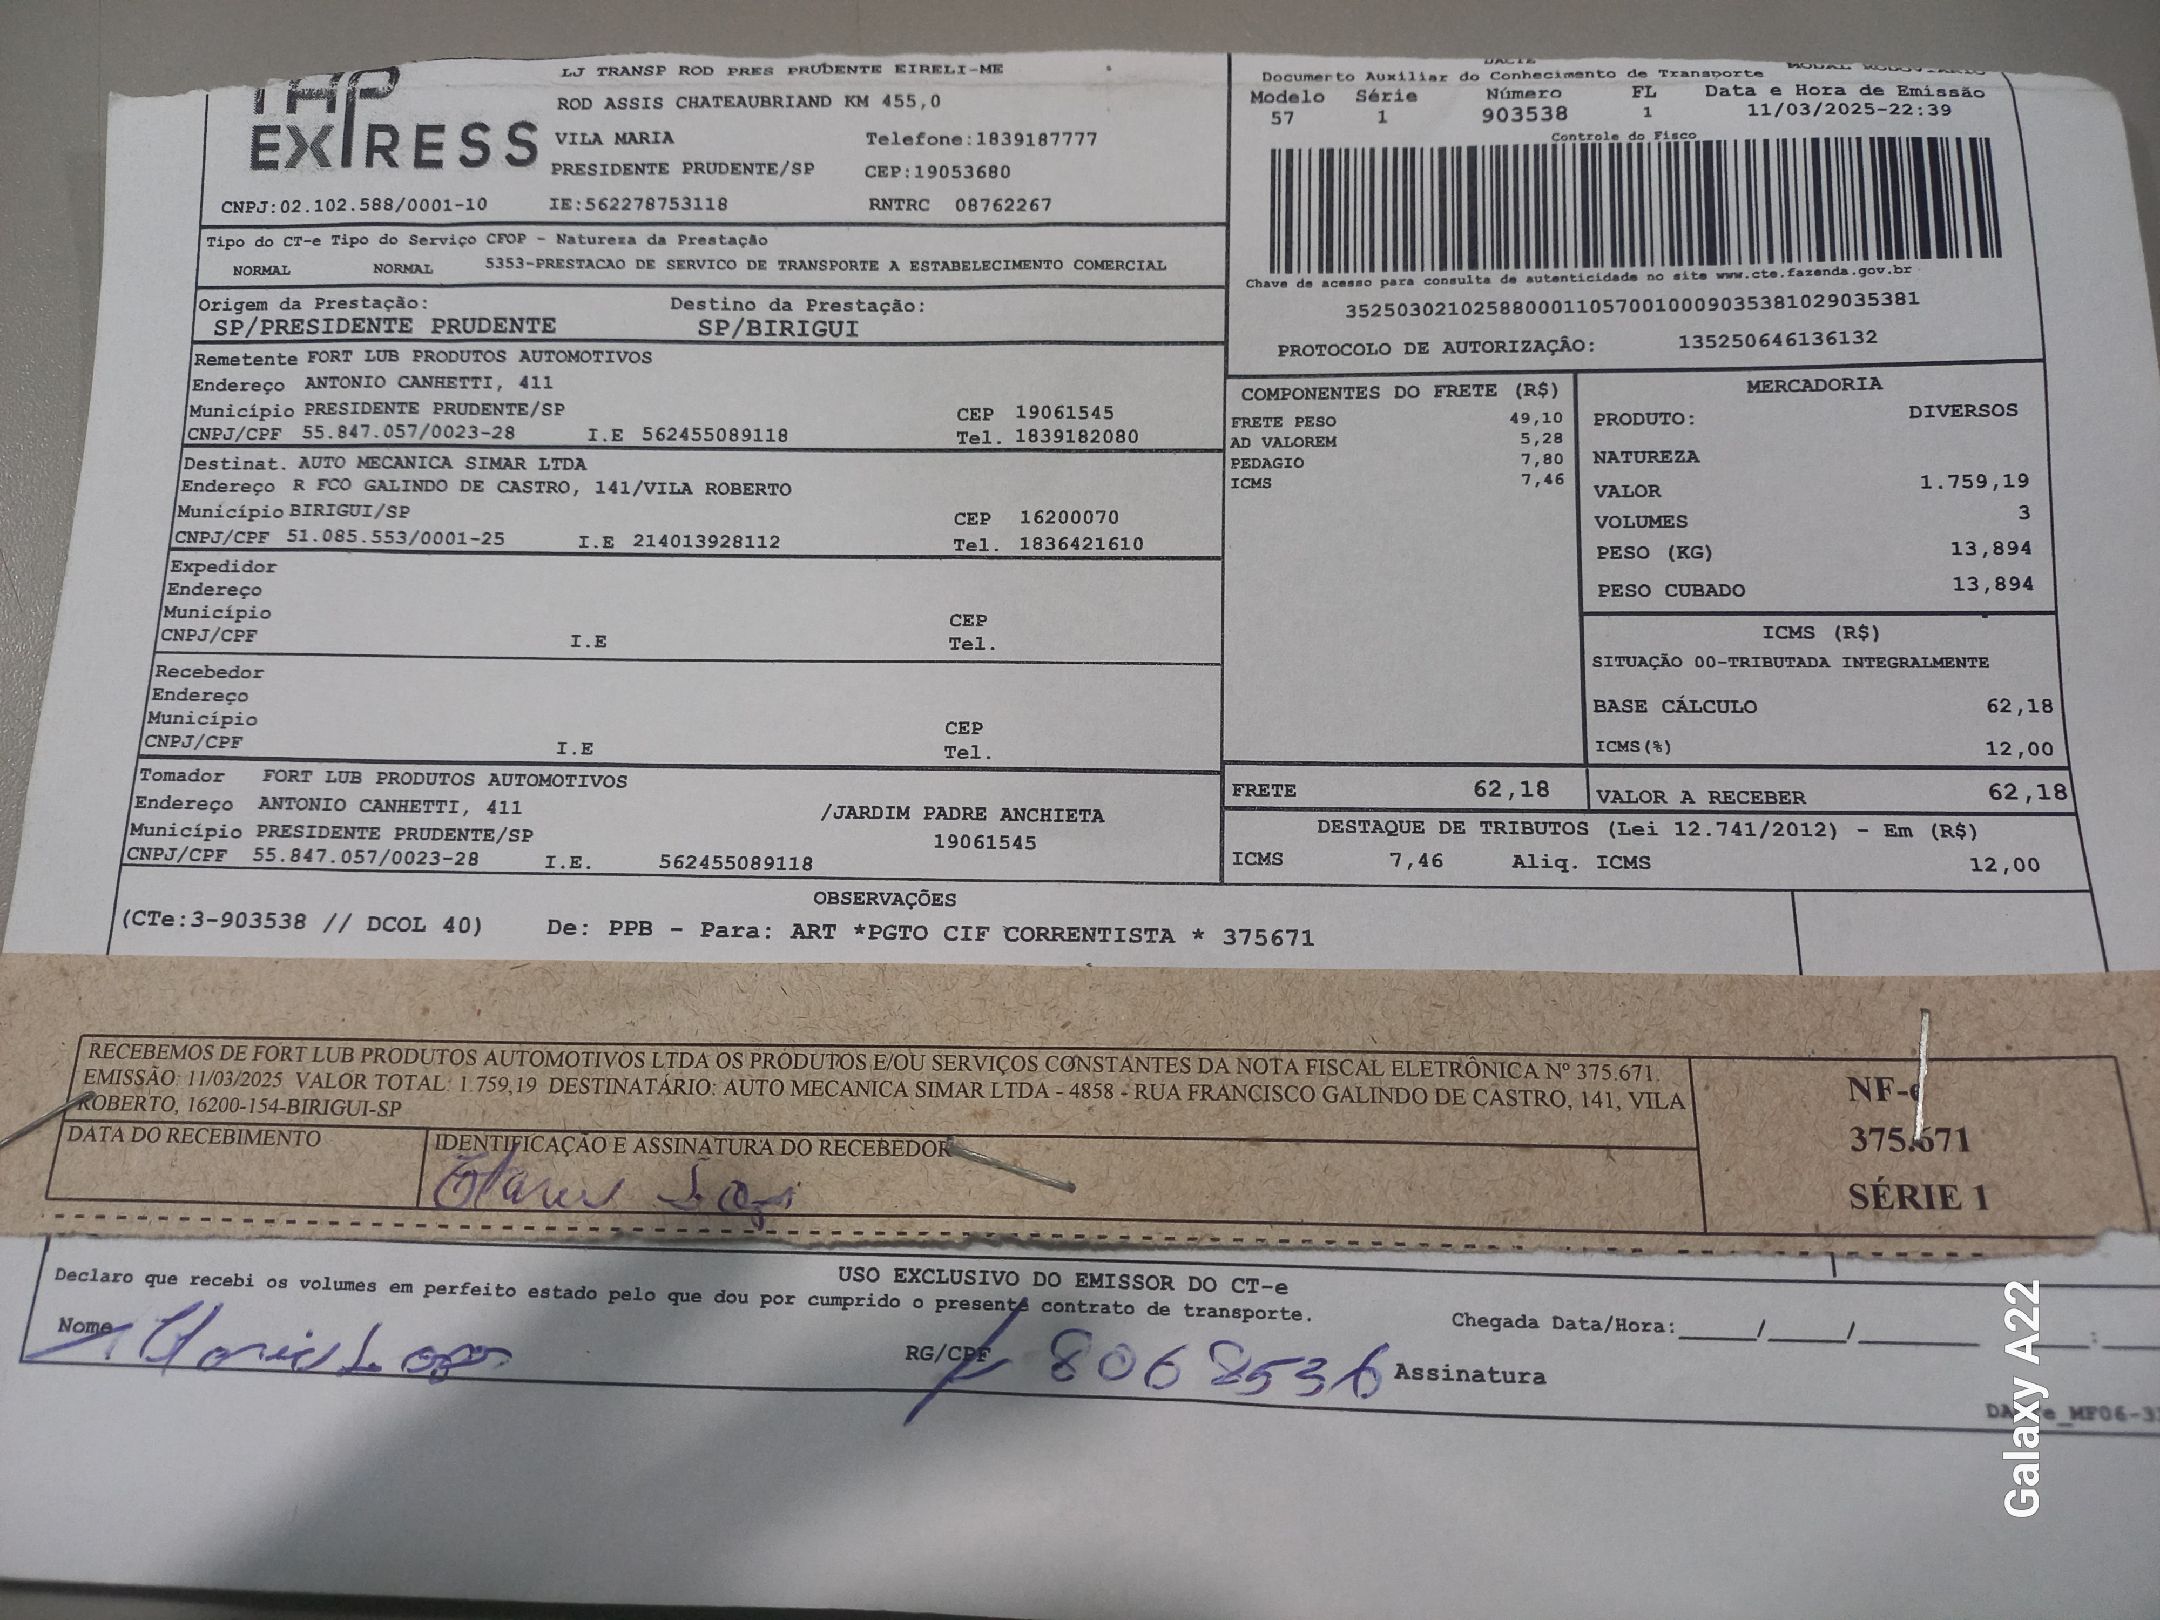 EXPRESS
LJ TRANSP ROD PRES PRUDENTE EIRELI-ME
ROD ASSIS CHATEAUBRIAND KM 455,0
VILA MARIA Telefone:1839187777
PRESIDENTE PRUDENTE/SP CEP:19053680
CNPJ:02.102.588/0001-10 IE:562278753118 RNTRC 08762267
DACTE
Documento Auxiliar do Conhecimento de Transporte
Modelo Série Número FL Data e Hora de Emissão
57 1 903538 1 11/03/2025-22:39
Controle do Fisco
Chave de acesso para consulta de autenticidade no site www.cte.fazenda.gov.br
35250302102588000110570010009035381029035381
PROTOCOLO DE AUTORIZAÇÃO: 135250646136132
Tipo do CT-e Tipo do Serviço CFOP - Natureza da Prestação
NORMAL NORMAL 5353-PRESTACAO DE SERVICO DE TRANSPORTE A ESTABELECIMENTO COMERCIAL
Origem da Prestação: Destino da Prestação:
SP/PRESIDENTE PRUDENTE SP/BIRIGUI
Remetente FORT LUB PRODUTOS AUTOMOTIVOS
Endereço ANTONIO CANHETTI, 411
Município PRESIDENTE PRUDENTE/SP CEP 19061545
CNPJ/CPF 55.847.057/0023-28 I.E 562455089118 Tel. 1839182080
Destinat. AUTO MECANICA SIMAR LTDA
Endereço R FCO GALINDO DE CASTRO, 141/VILA ROBERTO
Município BIRIGUI/SP CEP 16200070
CNPJ/CPF 51.085.553/0001-25 I.E 214013928112 Tel. 1836421610
Expedidor
Endereço
Município CEP
CNPJ/CPF I.E Tel.
Recebedor
Endereço
Município CEP
CNPJ/CPF I.E Tel.
Tomador FORT LUB PRODUTOS AUTOMOTIVOS
Endereço ANTONIO CANHETTI, 411 /JARDIM PADRE ANCHIETA
Município PRESIDENTE PRUDENTE/SP 19061545
CNPJ/CPF 55.847.057/0023-28 I.E. 562455089118
COMPONENTES DO FRETE (R$)
FRETE PESO 49,10
AD VALOREM 5,28
PEDAGIO 7,80
ICMS 7,46
MERCADORIA
PRODUTO: DIVERSOS
NATUREZA
VALOR 1.759,19
VOLUMES 3
PESO (KG) 13,894
PESO CUBADO 13,894
ICMS (R$)
SITUAÇÃO 00-TRIBUTADA INTEGRALMENTE
BASE CÁLCULO 62,18
ICMS(%) 12,00
FRETE 62,18 VALOR A RECEBER 62,18
DESTAQUE DE TRIBUTOS (Lei 12.741/2012) - Em (R$)
ICMS 7,46 Aliq. ICMS 12,00
OBSERVAÇÕES
(CTe:3-903538 // DCOL 40) De: PPB - Para: ART *PGTO CIF CORRENTISTA * 375671
RECEBEMOS DE FORT LUB PRODUTOS AUTOMOTIVOS LTDA OS PRODUTOS E/OU SERVIÇOS CONSTANTES DA NOTA FISCAL ELETRÔNICA Nº 375.671.
EMISSÃO: 11/03/2025 VALOR TOTAL: 1.759,19 DESTINATÁRIO: AUTO MECANICA SIMAR LTDA - 4858 - RUA FRANCISCO GALINDO DE CASTRO, 141, VILA
ROBERTO, 16200-154-BIRIGUI-SP
DATA DO RECEBIMENTO IDENTIFICAÇÃO E ASSINATURA DO RECEBEDOR
NF-e
375.671
SÉRIE 1
USO EXCLUSIVO DO EMISSOR DO CT-e
Declaro que recebi os volumes em perfeito estado pelo que dou por cumprido o presente contrato de transporte.
Nome RG/CPF 8068536 Assinatura
Chegada Data/Hora:____/____/______ :
Galaxy A22